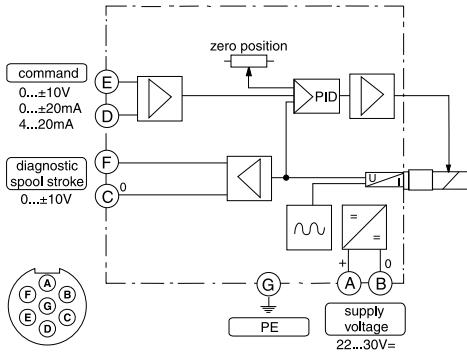 zero position
command
E
0...±10V
0...±20mA
4...20mA
D
PID
diagnostic
spool stroke
0...±10V
F
C
0
U
I
=
=
+
0
G
A
B
PE
supply
voltage
22...30V=
A
F
B
G
E
C
D